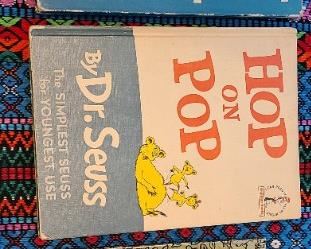 HOP
ON
POP
By Dr. Seuss
The SIMPLEST SEUSS
for YOUNGEST USE